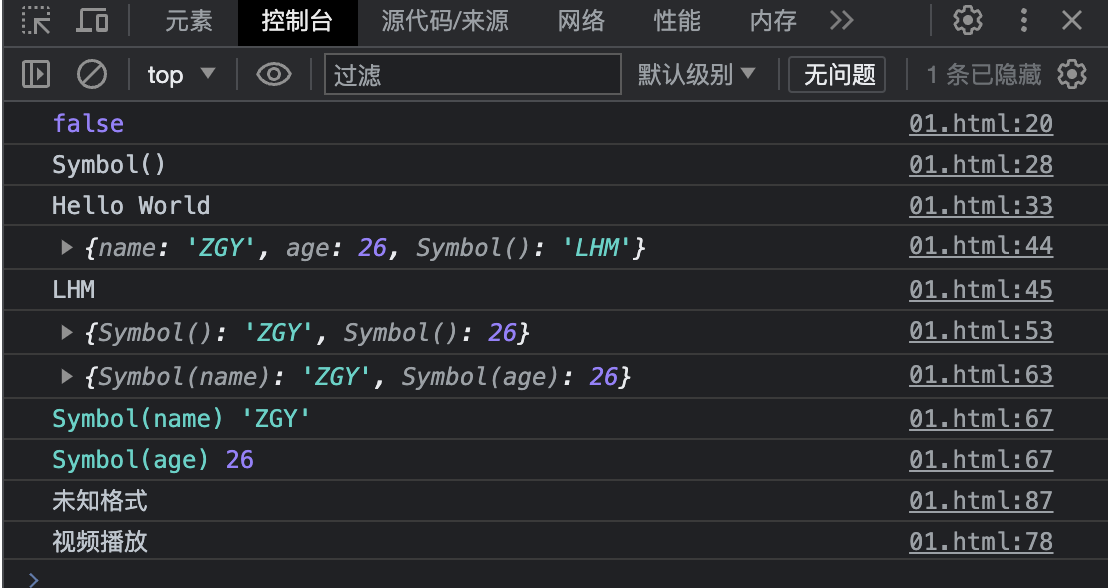 元素 控制台 源代码/来源 网络 性能 内存
top 过滤 默认级别 无问题 1 条已隐藏
false 01.html:20
Symbol() 01.html:28
Hello World 01.html:33
{name: 'ZGY', age: 26, Symbol(): 'LHM'} 01.html:44
LHM 01.html:45
{Symbol(): 'ZGY', Symbol(): 26} 01.html:53
{Symbol(name): 'ZGY', Symbol(age): 26} 01.html:63
Symbol(name) 'ZGY' 01.html:67
Symbol(age) 26 01.html:67
未知格式 01.html:87
视频播放 01.html:78